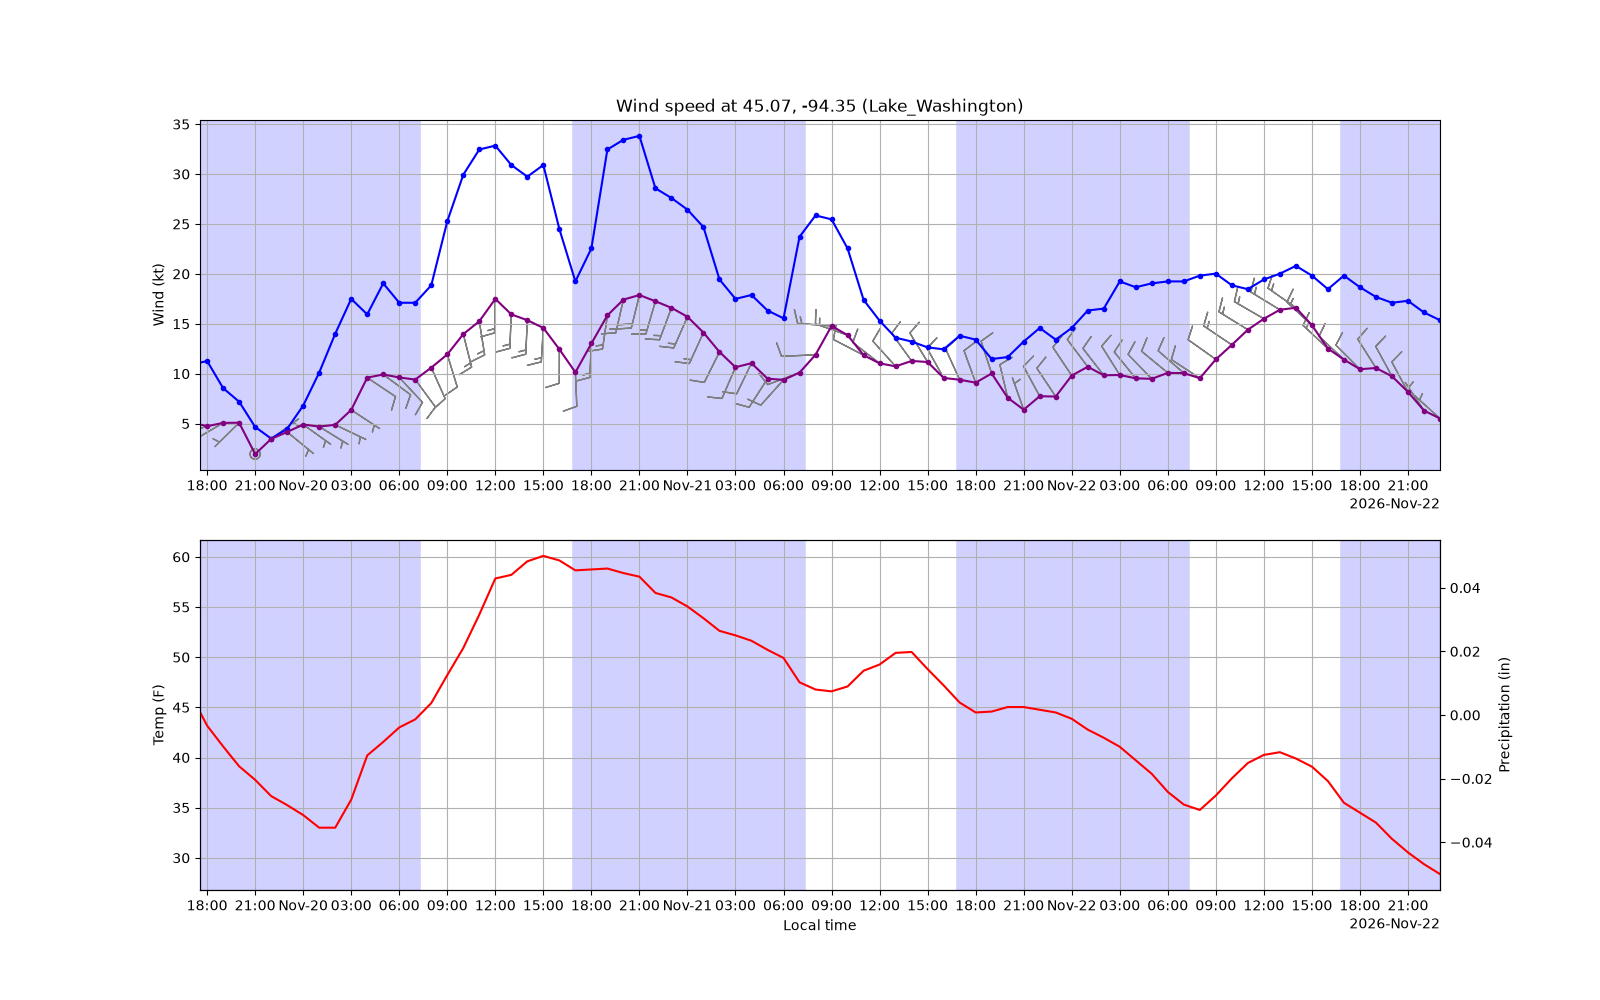 Wind speed at 45.07, -94.35 (Lake_Washington)
35
30
25
20
15
10
5
Wind (kt)
18:00 21:00 Nov-20 03:00 06:00 09:00 12:00 15:00 18:00 21:00 Nov-21 03:00 06:00 09:00 12:00 15:00 18:00 21:00 Nov-22 03:00 06:00 09:00 12:00 15:00 18:00 21:00
2026-Nov-22
60
55
50
45
40
35
30
Temp (F)
0.04
0.02
0.00
−0.02
−0.04
Precipitation (in)
18:00 21:00 Nov-20 03:00 06:00 09:00 12:00 15:00 18:00 21:00 Nov-21 03:00 06:00 09:00 12:00 15:00 18:00 21:00 Nov-22 03:00 06:00 09:00 12:00 15:00 18:00 21:00
2026-Nov-22
Local time